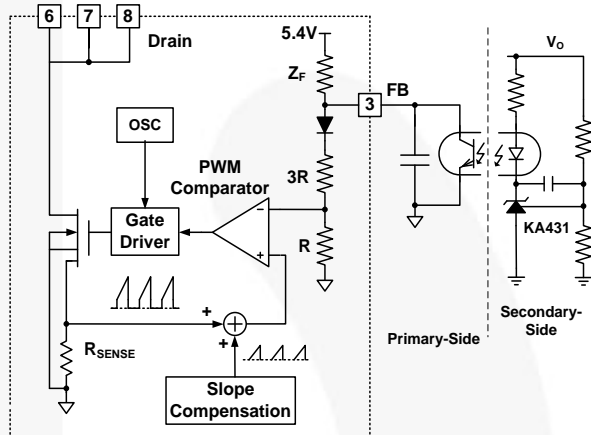 6 7 8
Drain
5.4V
ZF
3 FB
VO
OSC
PWM
Comparator
3R
Gate
Driver
−
+
R
KA431
+
+
RSENSE
Slope
Compensation
Primary-Side
Secondary-
Side